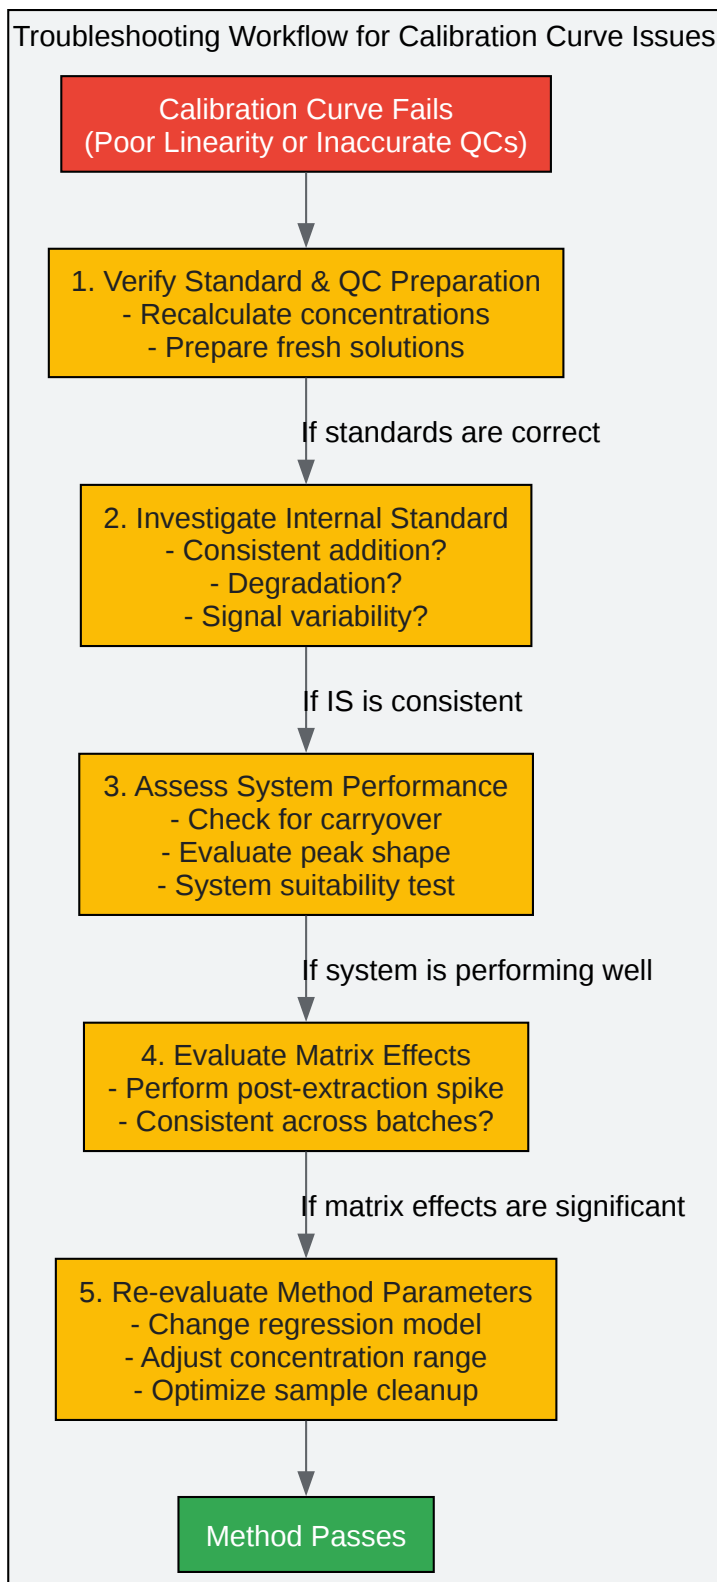 Troubleshooting Workflow for Calibration Curve Issues
Calibration Curve Fails
(Poor Linearity or Inaccurate QCs)
1. Verify Standard & QC Preparation
- Recalculate concentrations
- Prepare fresh solutions
If standards are correct
2. Investigate Internal Standard
- Consistent addition?
- Degradation?
- Signal variability?
If IS is consistent
3. Assess System Performance
- Check for carryover
- Evaluate peak shape
- System suitability test
If system is performing well
4. Evaluate Matrix Effects
- Perform post-extraction spike
- Consistent across batches?
If matrix effects are significant
5. Re-evaluate Method Parameters
- Change regression model
- Adjust concentration range
- Optimize sample cleanup
Method Passes